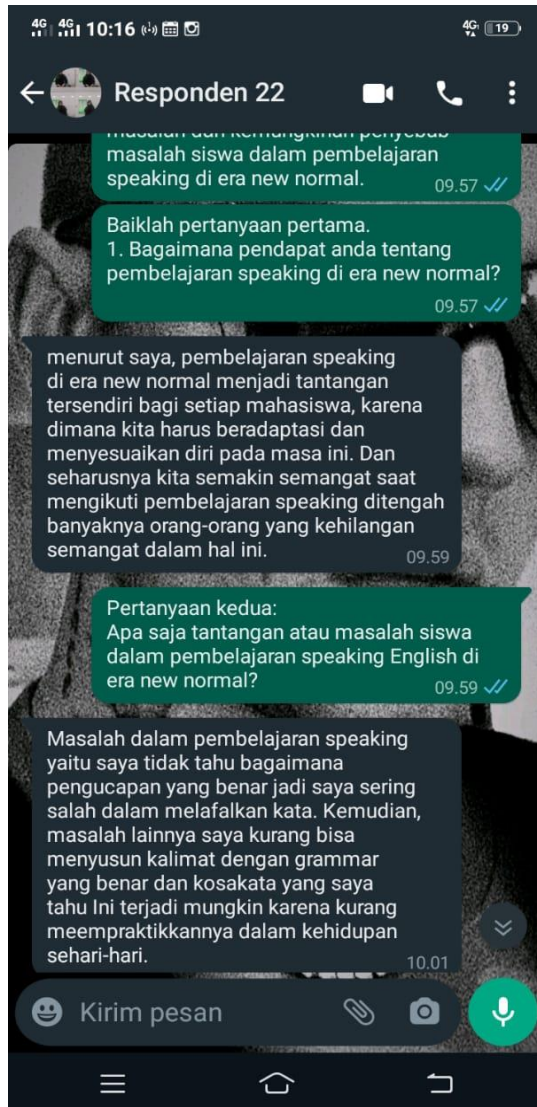 4G 4G 10:16 4G 19
Responden 22
masalah dan kemungkinan penyebab
masalah siswa dalam pembelajaran
speaking di era new normal.
09.57
Baiklah pertanyaan pertama.
1. Bagaimana pendapat anda tentang
pembelajaran speaking di era new normal?
09.57
menurut saya, pembelajaran speaking
di era new normal menjadi tantangan
tersendiri bagi setiap mahasiswa, karena
dimana kita harus beradaptasi dan
menyesuaikan diri pada masa ini. Dan
seharusnya kita semakin semangat saat
mengikuti pembelajaran speaking ditengah
banyaknya orang-orang yang kehilangan
semangat dalam hal ini.
09.59
Pertanyaan kedua:
Apa saja tantangan atau masalah siswa
dalam pembelajaran speaking English di
era new normal?
09.59
Masalah dalam pembelajaran speaking
yaitu saya tidak tahu bagaimana
pengucapan yang benar jadi saya sering
salah dalam melafalkan kata. Kemudian,
masalah lainnya saya kurang bisa
menyusun kalimat dengan grammar
yang benar dan kosakata yang saya
tahu Ini terjadi mungkin karena kurang
meempraktikkannya dalam kehidupan
sehari-hari.
10.01
Kirim pesan